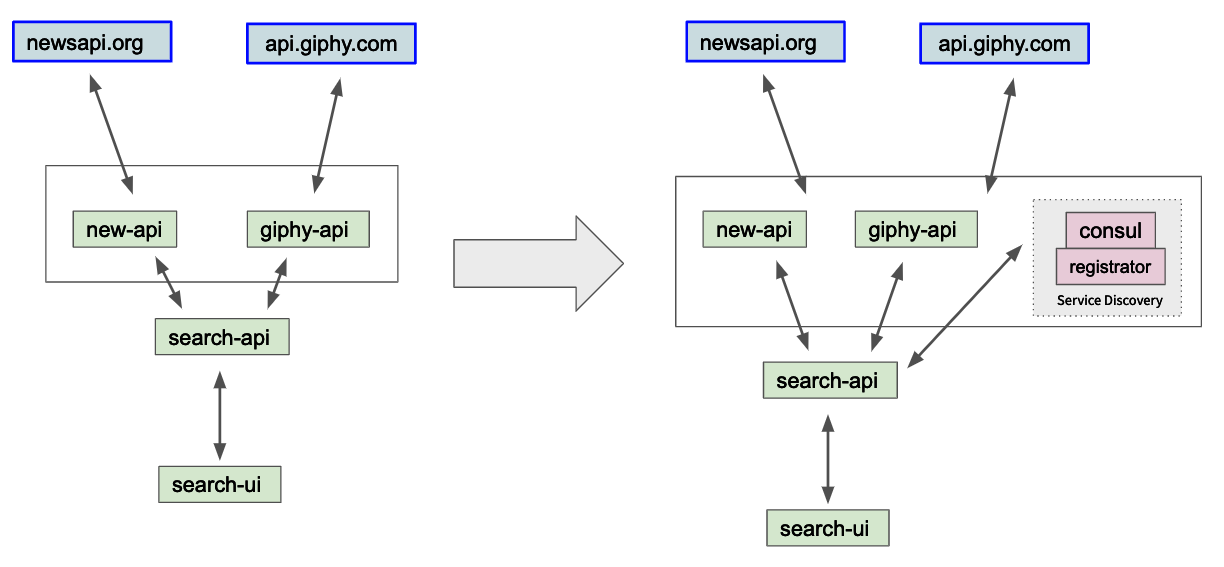 newsapi.org
api.giphy.com
new-api
giphy-api
search-api
search-ui
newsapi.org
api.giphy.com
new-api
giphy-api
consul
registrator
Service Discovery
search-api
search-ui